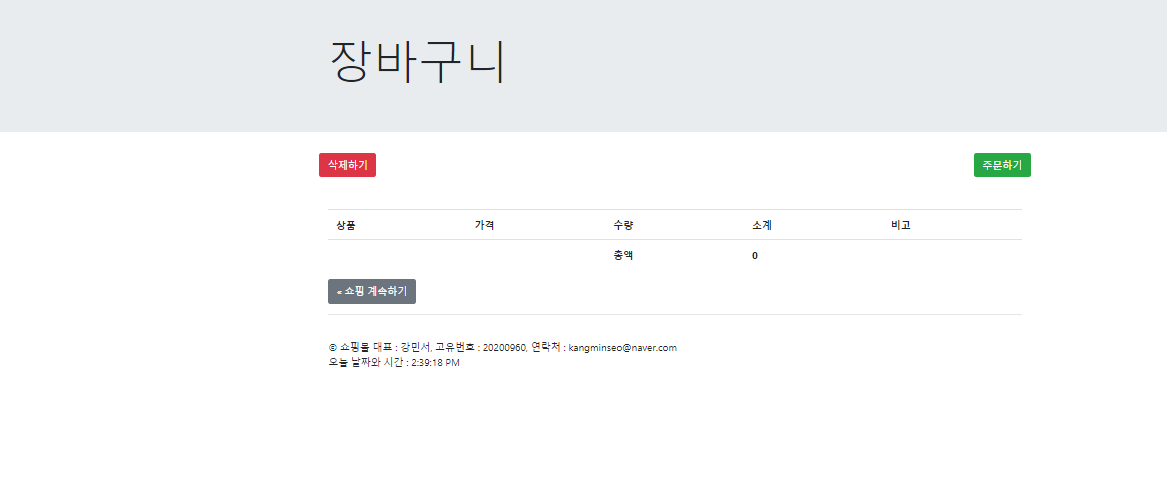 장바구니
삭제하기 주문하기
상품 가격 수량 소계 비고
총액 0
« 쇼핑 계속하기
© 쇼핑몰 대표 : 강민서, 고유번호 : 20200960, 연락처 : kangminseo@naver.com
오늘 날짜와 시간 : 2:39:18 PM